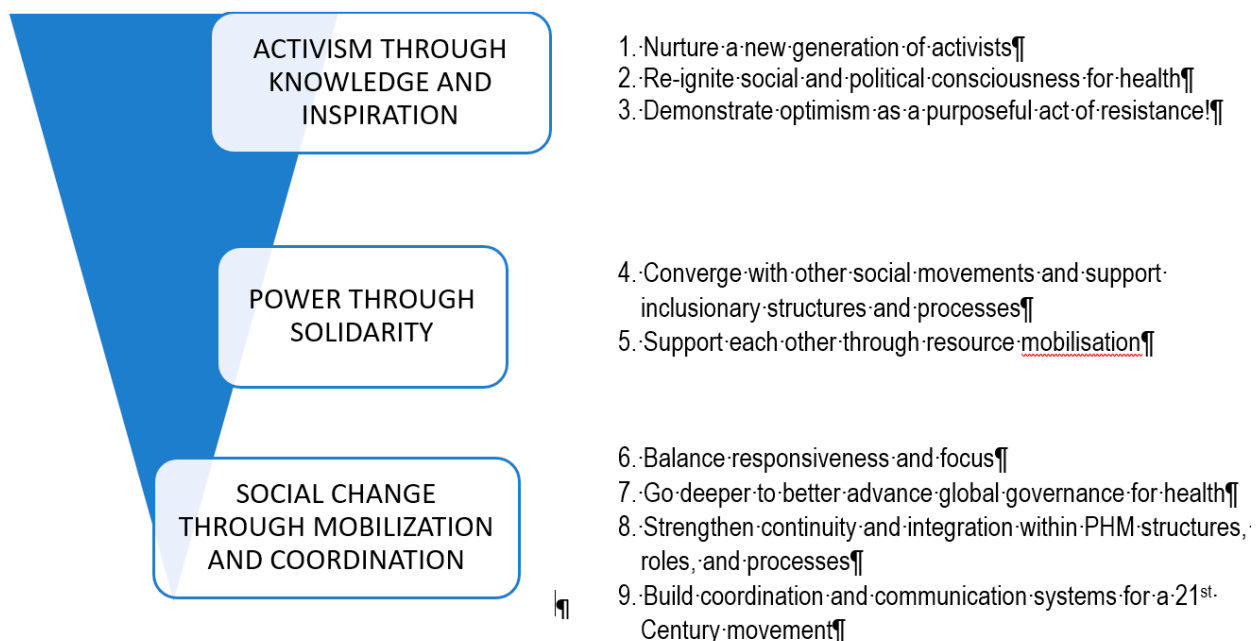 ACTIVISM THROUGH
KNOWLEDGE AND
INSPIRATION
1.·Nurture·a·new·generation·of·activists¶
2.·Re-ignite·social·and·political·consciousness·for·health¶
3.·Demonstrate·optimism·as·a·purposeful·act·of·resistance!¶
POWER THROUGH
SOLIDARITY
4.·Converge·with·other·social·movements·and·support·
inclusionary·structures·and·processes¶
5.·Support·each·other·through·resource·mobilisation¶
SOCIAL CHANGE
THROUGH MOBILIZATION
AND COORDINATION
6.·Balance·responsiveness·and·focus¶
7.·Go·deeper·to·better·advance·global·governance·for·health¶
8.·Strengthen·continuity·and·integration·within·PHM·structures,·
roles,·and·processes¶
9.·Build·coordination·and·communication·systems·for·a·21st·
Century·movement¶
¶